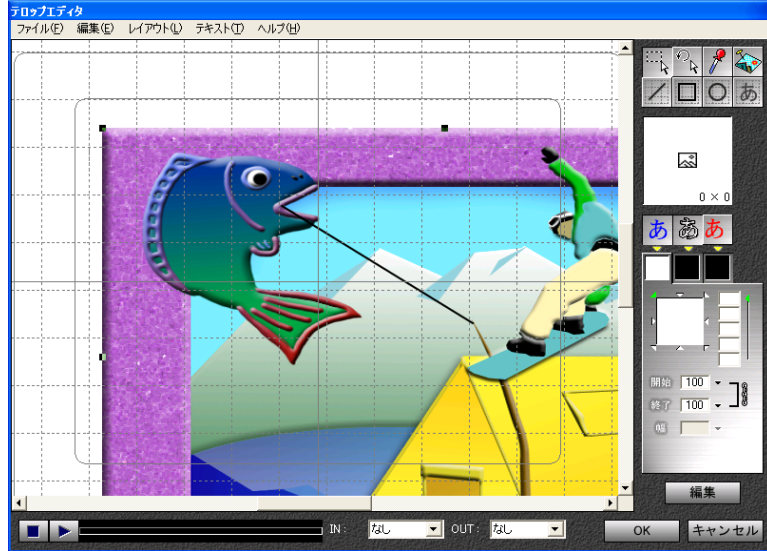 テロップエディタ
ファイル(F) 編集(E) レイアウト(L) テキスト(T) ヘルプ(H)
あ
0 × 0
あ あ あ
開始 100
終了 100
幅
編集
IN: なし OUT: なし OK キャンセル